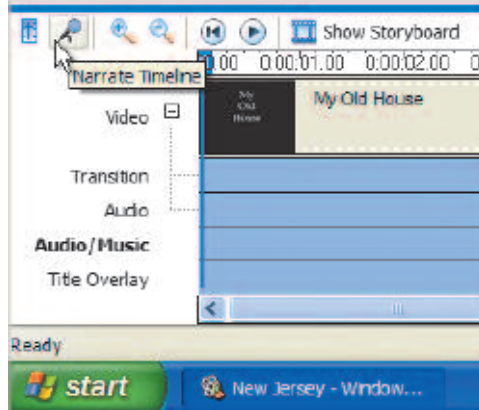 Show Storyboard
0.00 0:00:01.00 0:00:02.00 0
Narrate Timeline
Video
My
Old
House
My Old House
Transition
Audio
Audio/Music
Title Overlay
Ready
start
New Jersey - Window...